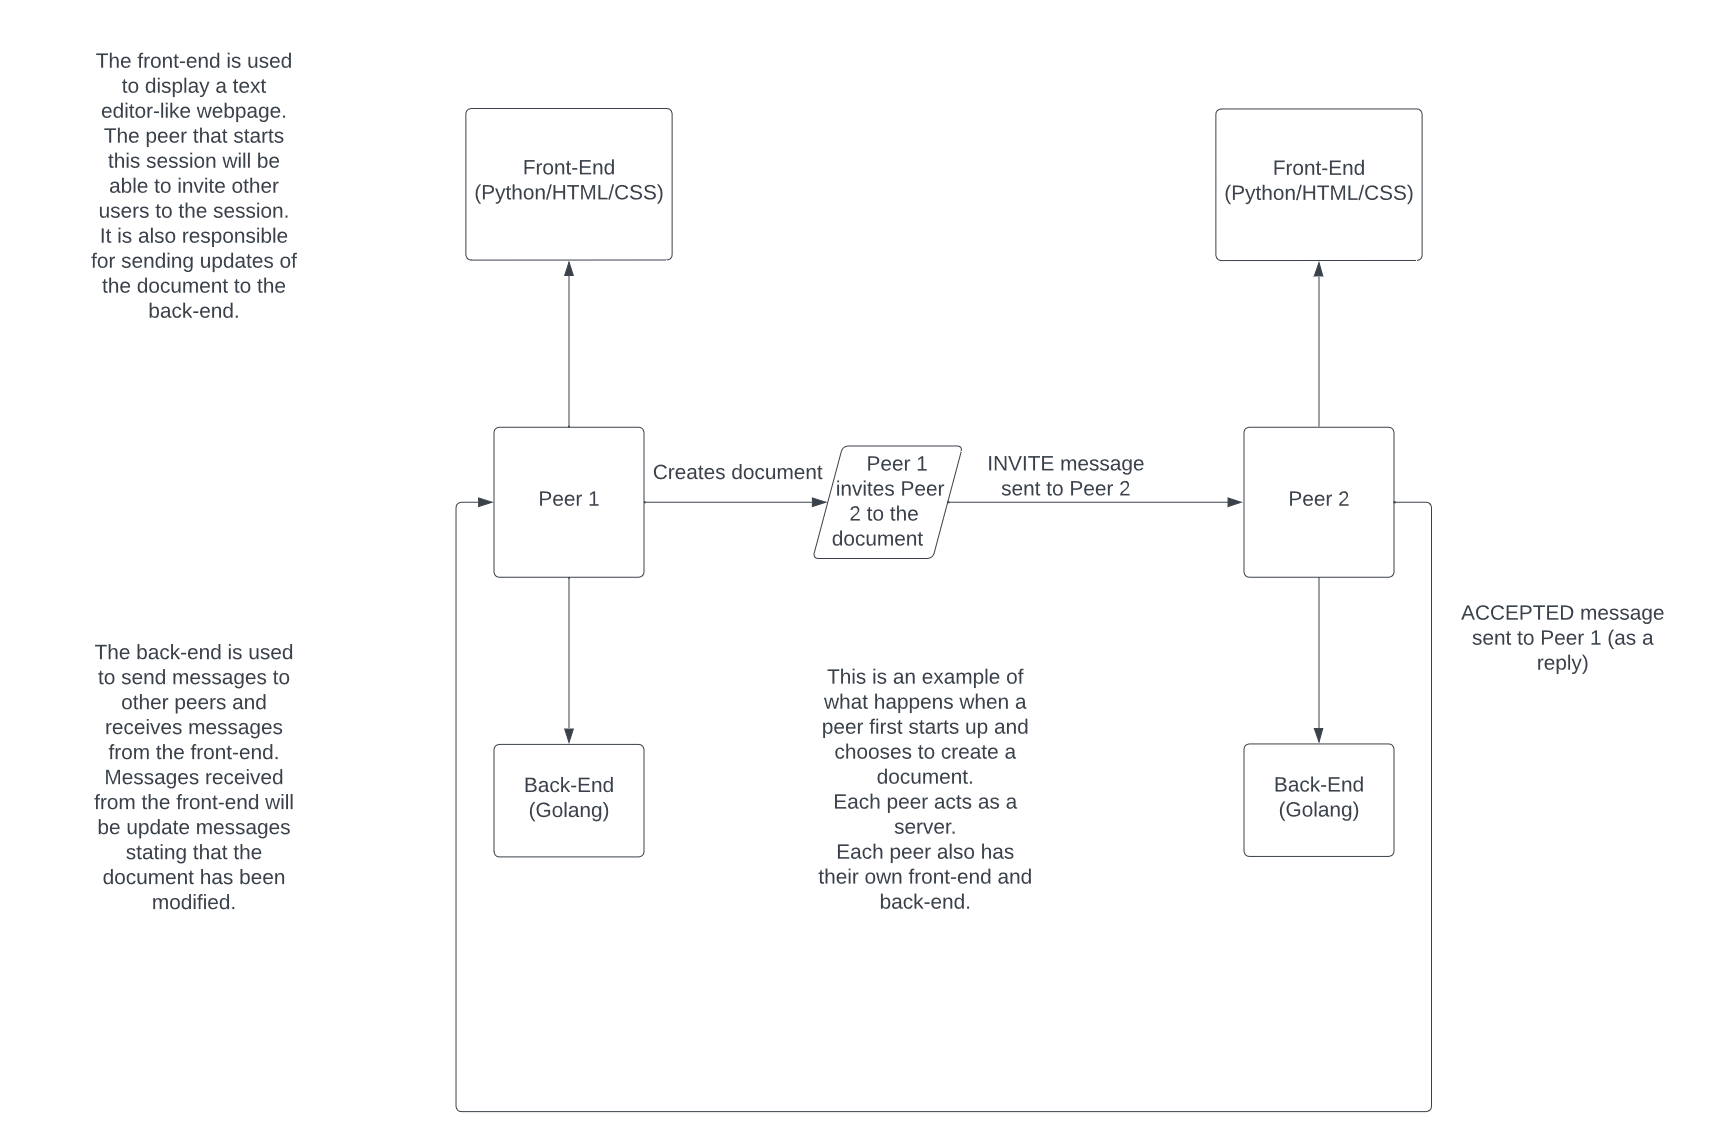 The front-end is used
to display a text
editor-like webpage.
The peer that starts
this session will be
able to invite other
users to the session.
It is also responsible
for sending updates of
the document to the
back-end.
Front-End
(Python/HTML/CSS)
Front-End
(Python/HTML/CSS)
Peer 1
Creates document
Peer 1
invites Peer
2 to the
document
INVITE message
sent to Peer 2
Peer 2
ACCEPTED message
sent to Peer 1 (as a
reply)
The back-end is used
to send messages to
other peers and
receives messages
from the front-end.
Messages received
from the front-end will
be update messages
stating that the
document has been
modified.
Back-End
(Golang)
This is an example of
what happens when a
peer first starts up and
chooses to create a
document.
Each peer acts as a
server.
Each peer also has
their own front-end and
back-end.
Back-End
(Golang)